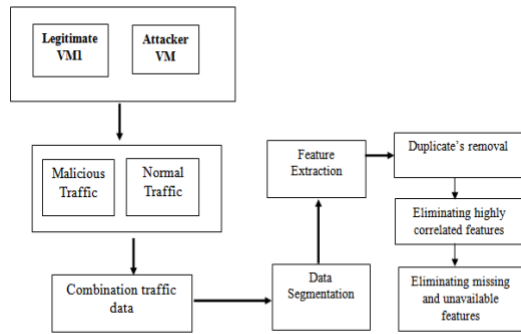 Legitimate
VM1
Attacker
VM
Malicious
Traffic
Normal
Traffic
Combination traffic
data
Data
Segmentation
Feature
Extraction
Duplicate's removal
Eliminating highly
correlated features
Eliminating missing
and unavailable
features